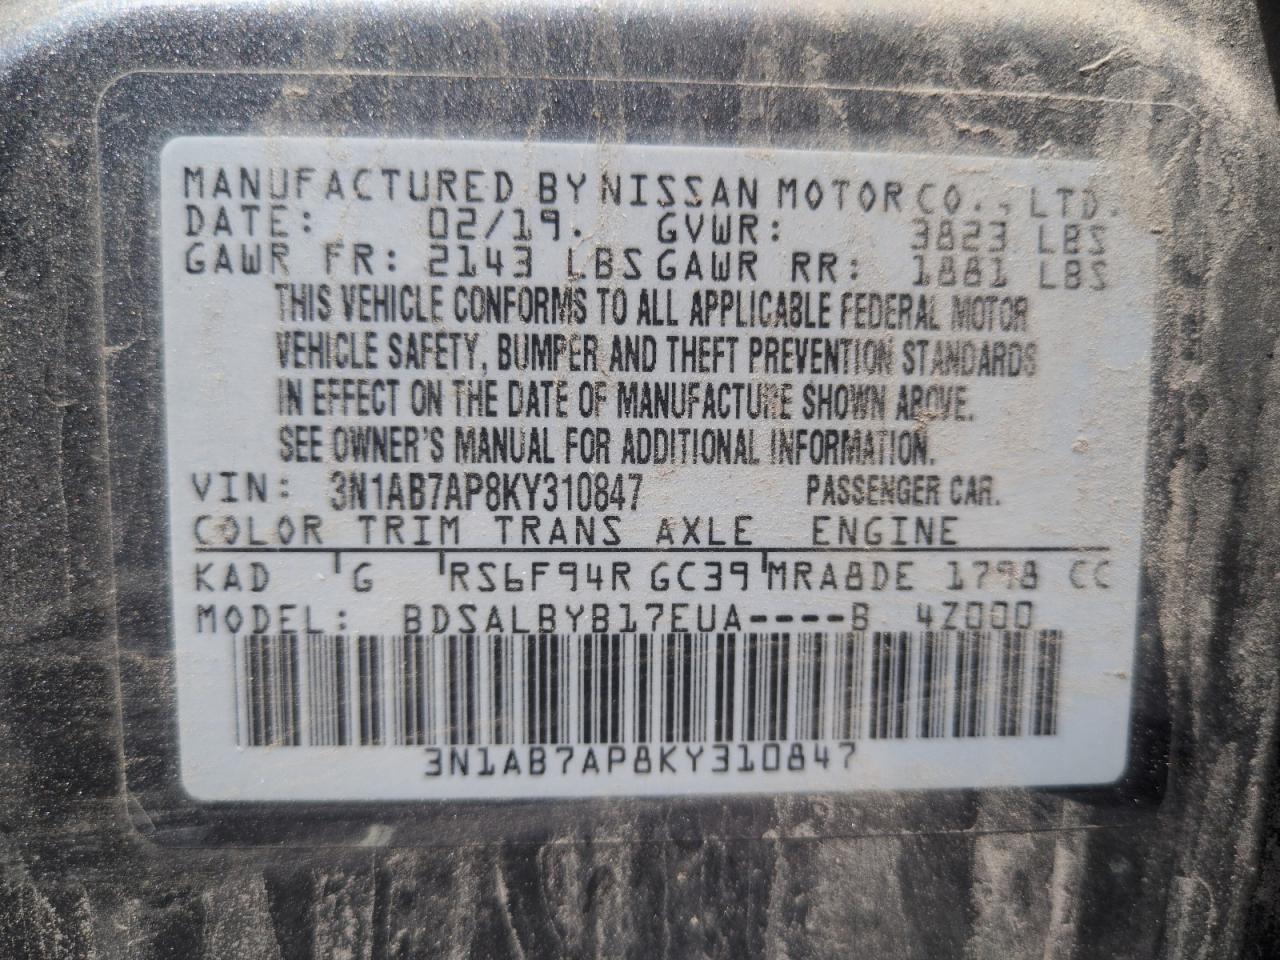 MANUFACTURED BY NISSAN MOTOR CO., LTD.
DATE: 02/19. GVWR: 3823 LBS
GAWR FR: 2143 LBS GAWR RR: 1881 LBS
THIS VEHICLE CONFORMS TO ALL APPLICABLE FEDERAL MOTOR
VEHICLE SAFETY, BUMPER AND THEFT PREVENTION STANDARDS
IN EFFECT ON THE DATE OF MANUFACTURE SHOWN ABOVE.
SEE OWNER'S MANUAL FOR ADDITIONAL INFORMATION.
VIN: 3N1AB7AP8KY310847 PASSENGER CAR.
COLOR TRIM TRANS AXLE ENGINE
KAD G RS6F94R GC39 MRA8DE 1798 CC
MODEL: BDSALBYB17EUA----B 4Z000
3N1AB7AP8KY310847